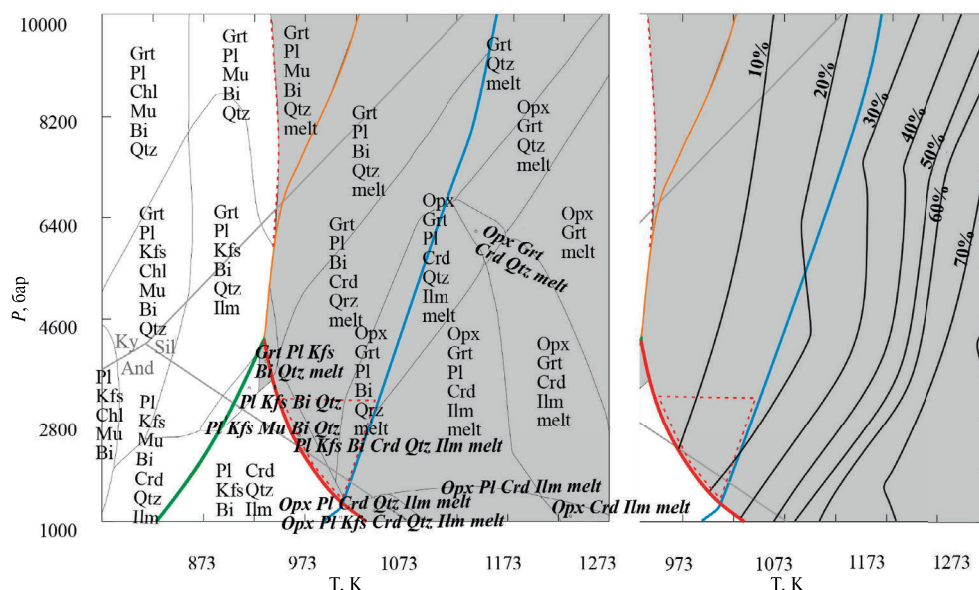 10000
8200
6400
4600
2800
1000
P, бар
Grt
Pl
Chl
Mu
Bi
Qtz
Grt
Pl
Mu
Bi
Qtz
Grt
Pl
Mu
Bi
Qtz
melt
Grt
Pl
Bi
Qtz
melt
Grt
Qtz
melt
Opx
Grt
Qtz
melt
Grt
Pl
Kfs
Chl
Mu
Bi
Qtz
Grt
Pl
Kfs
Bi
Qtz
Ilm
Grt
Pl
Bi
Crd
Qrz
melt
Opx
Grt
Pl
Crd
Qtz
Ilm
melt
Opx Grt
Crd Qtz melt
Opx
Grt
melt
Ky
Sil
And
Pl
Kfs
Chl
Mu
Bi
Pl
Kfs
Mu
Bi
Crd
Qtz
Ilm
Grt Pl Kfs
Bi Qtz melt
Pl Kfs Bi Qtz
Pl Kfs Mu Bi Qtz
Opx
Grt
Pl
Bi
Qrz
melt
Opx
Grt
Pl
Crd
Ilm
melt
Grt
Opx
Crd
Ilm
melt
Pl Kfs Bi Crd Qtz Ilm melt
Pl Crd
Kfs Qtz
Bi Ilm
Opx Pl Crd Ilm melt
Opx Pl Crd Qtz Ilm melt
Opx Crd Ilm melt
Opx Pl Kfs Crd Qtz Ilm melt
873 973 1073 1173 1273
T, K
10%
20%
30%
40%
50%
60%
70%
973 1073 1173 1273
T, K